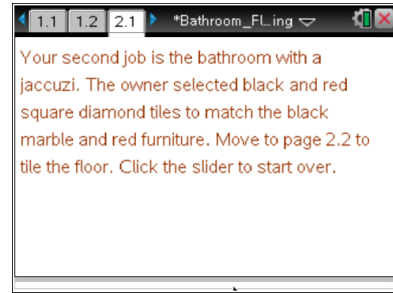 1.1 1.2 2.1 *Bathroom_Fl...ing
Your second job is the bathroom with a
jaccuzi. The owner selected black and red
square diamond tiles to match the black
marble and red furniture. Move to page 2.2 to
tile the floor. Click the slider to start over.